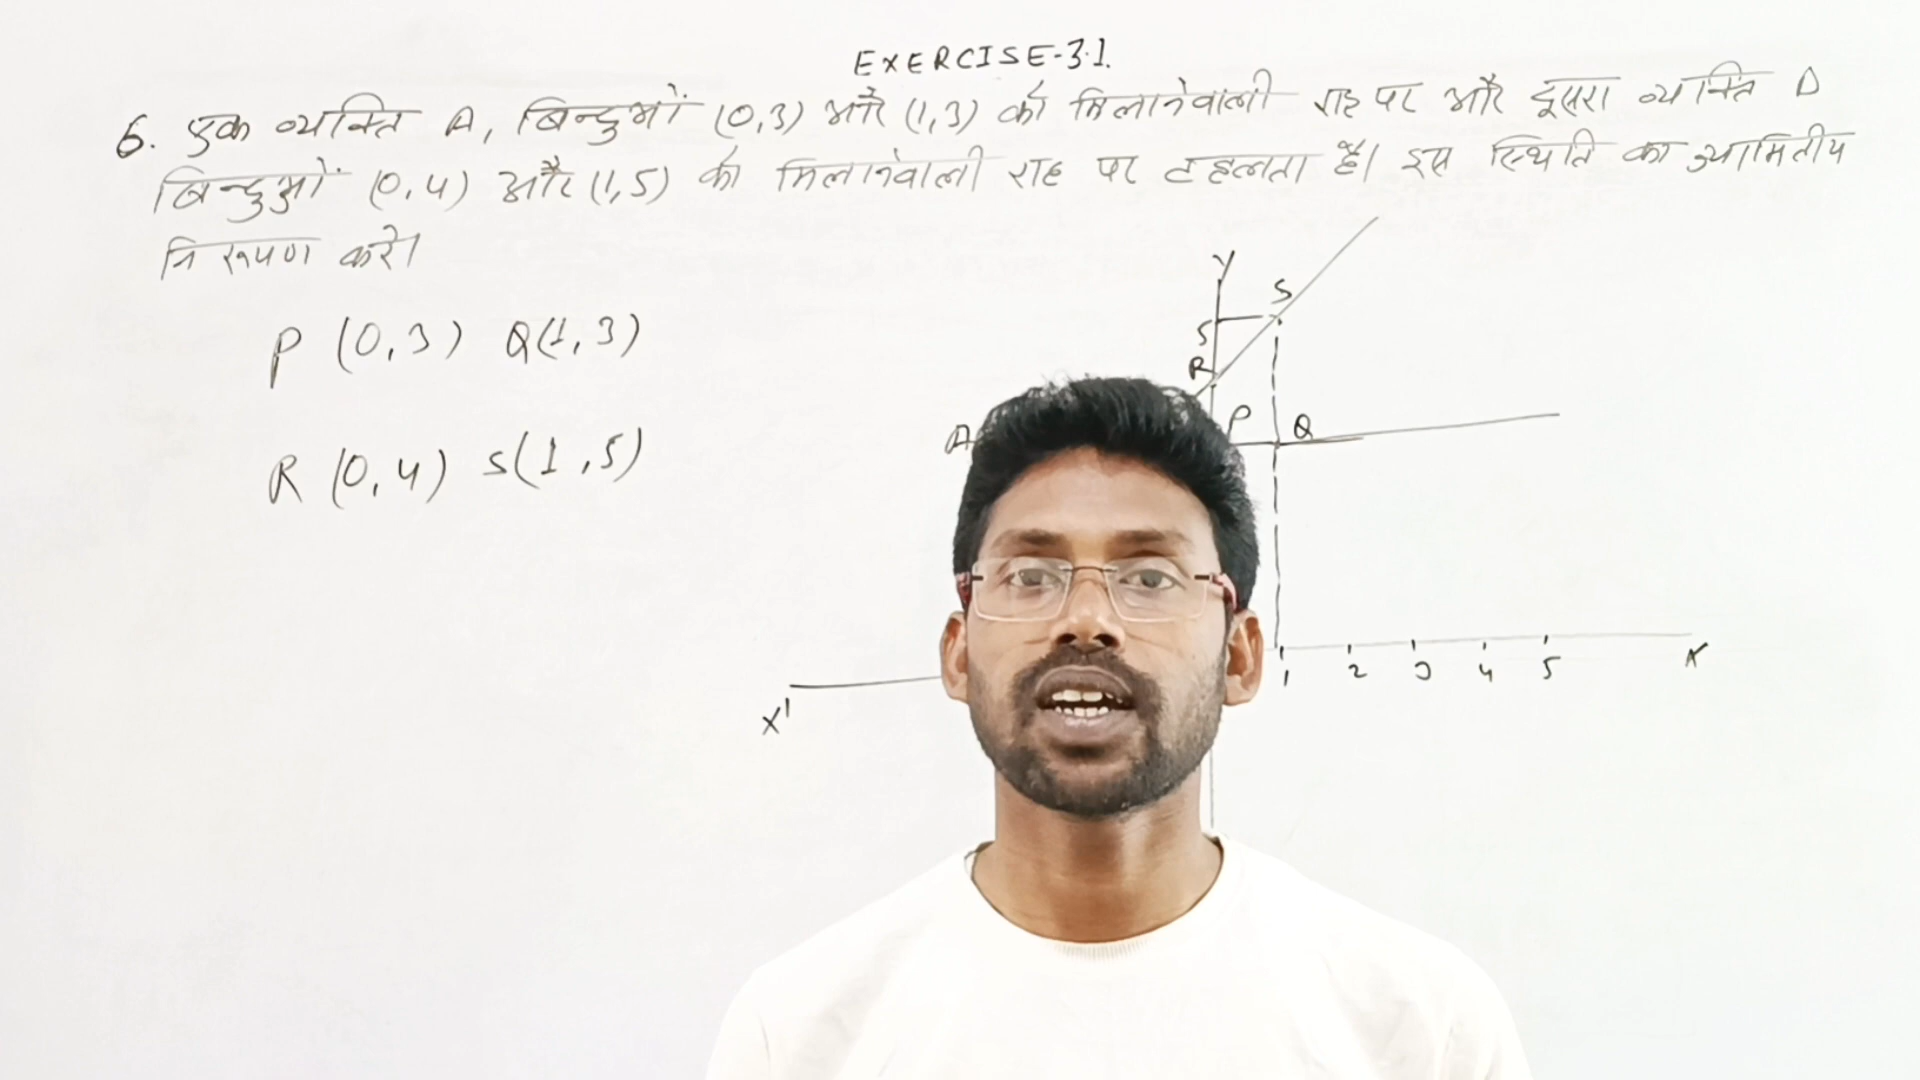 EXERCISE-3.1.
6. एक व्यक्ति A, बिन्दुओं (0,3) और (1,3) को मिलानेवाली राह पर और दूसरा व्यक्ति D
बिन्दुओं (0,4) और (1,5) को मिलानेवाली राह पर टहलता है। इस स्थिति का ज्यामितीय
निरूपण करे।
P (0,3) Q(1,3)
R (0,4) S(1,5)
Y
S
5
R
A
P
Q
1 2 3 4 5
X
X'